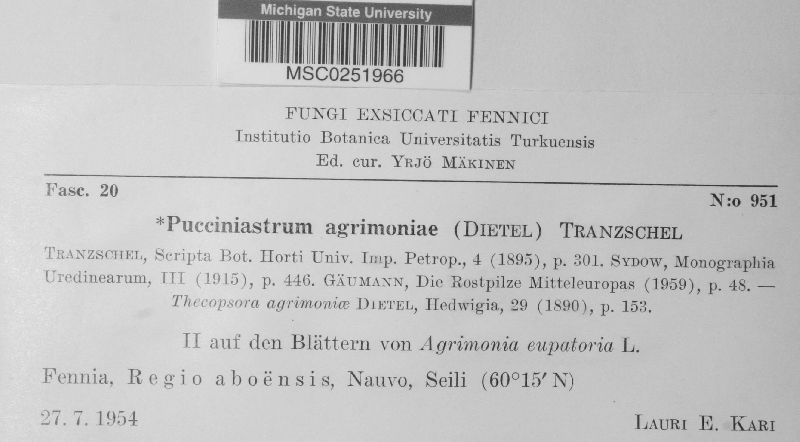 Michigan State University
MSC0251966
FUNGI EXSICCATI FENNICI
Institutio Botanica Universitatis Turkuensis
Ed. cur. YRJÖ MÄKINEN
Fasc. 20 N:o 951
*Pucciniastrum agrimoniae (DIETEL) TRANZSCHEL
TRANZSCHEL, Scripta Bot. Horti Univ. Imp. Petrop., 4 (1895), p. 301. SYDOW, Monographia
Uredinearum, III (1915), p. 446. GÄUMANN, Die Rostpilze Mitteleuropas (1959), p. 48. —
Thecopsora agrimoniæ DIETEL, Hedwigia, 29 (1890), p. 153.
II auf den Blättern von Agrimonia eupatoria L.
Fennia, Regio aboënsis, Nauvo, Seili (60°15′ N)
27. 7. 1954 LAURI E. KARI